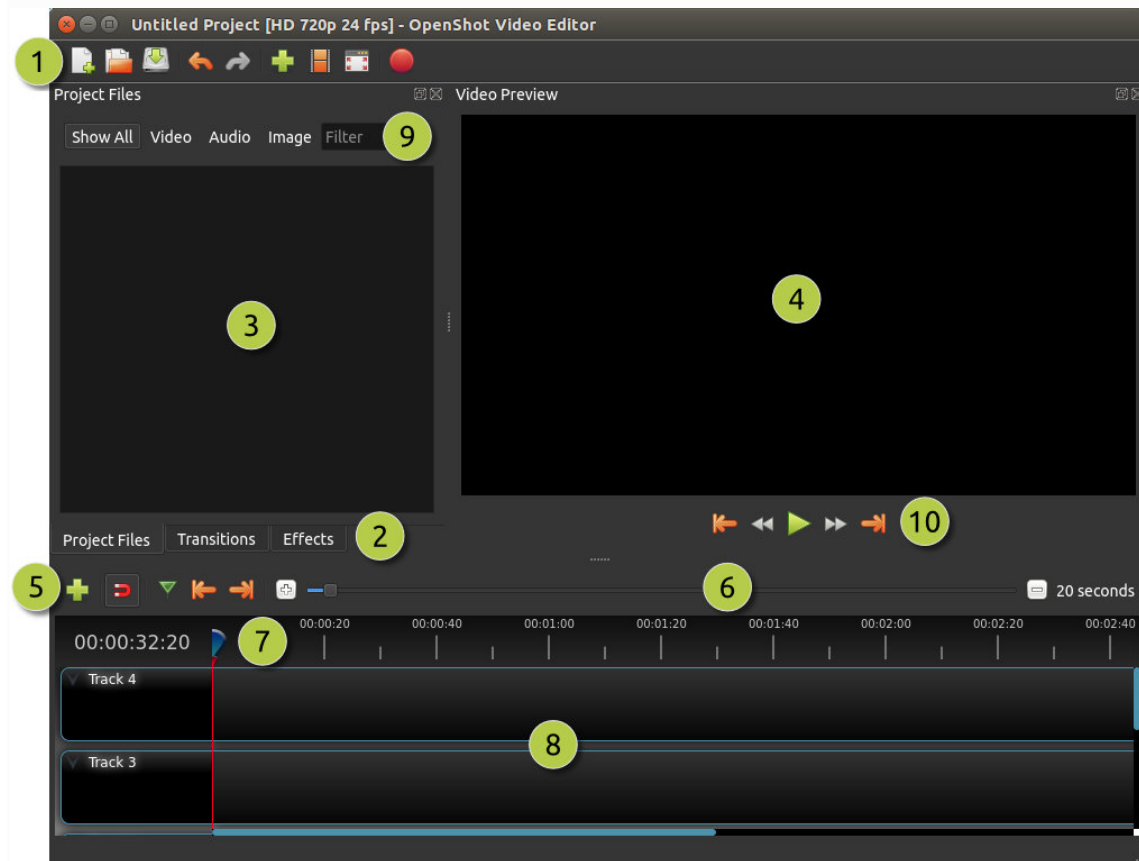 Untitled Project [HD 720p 24 fps] - OpenShot Video Editor
1
Project Files
Video Preview
Show All Video Audio Image Filter 9
3
4
Project Files Transitions Effects 2
10
5
6
20 seconds
00:00:32:20
7
00:00:20 00:00:40 00:01:00 00:01:20 00:01:40 00:02:00 00:02:20 00:02:40
Track 4
8
Track 3